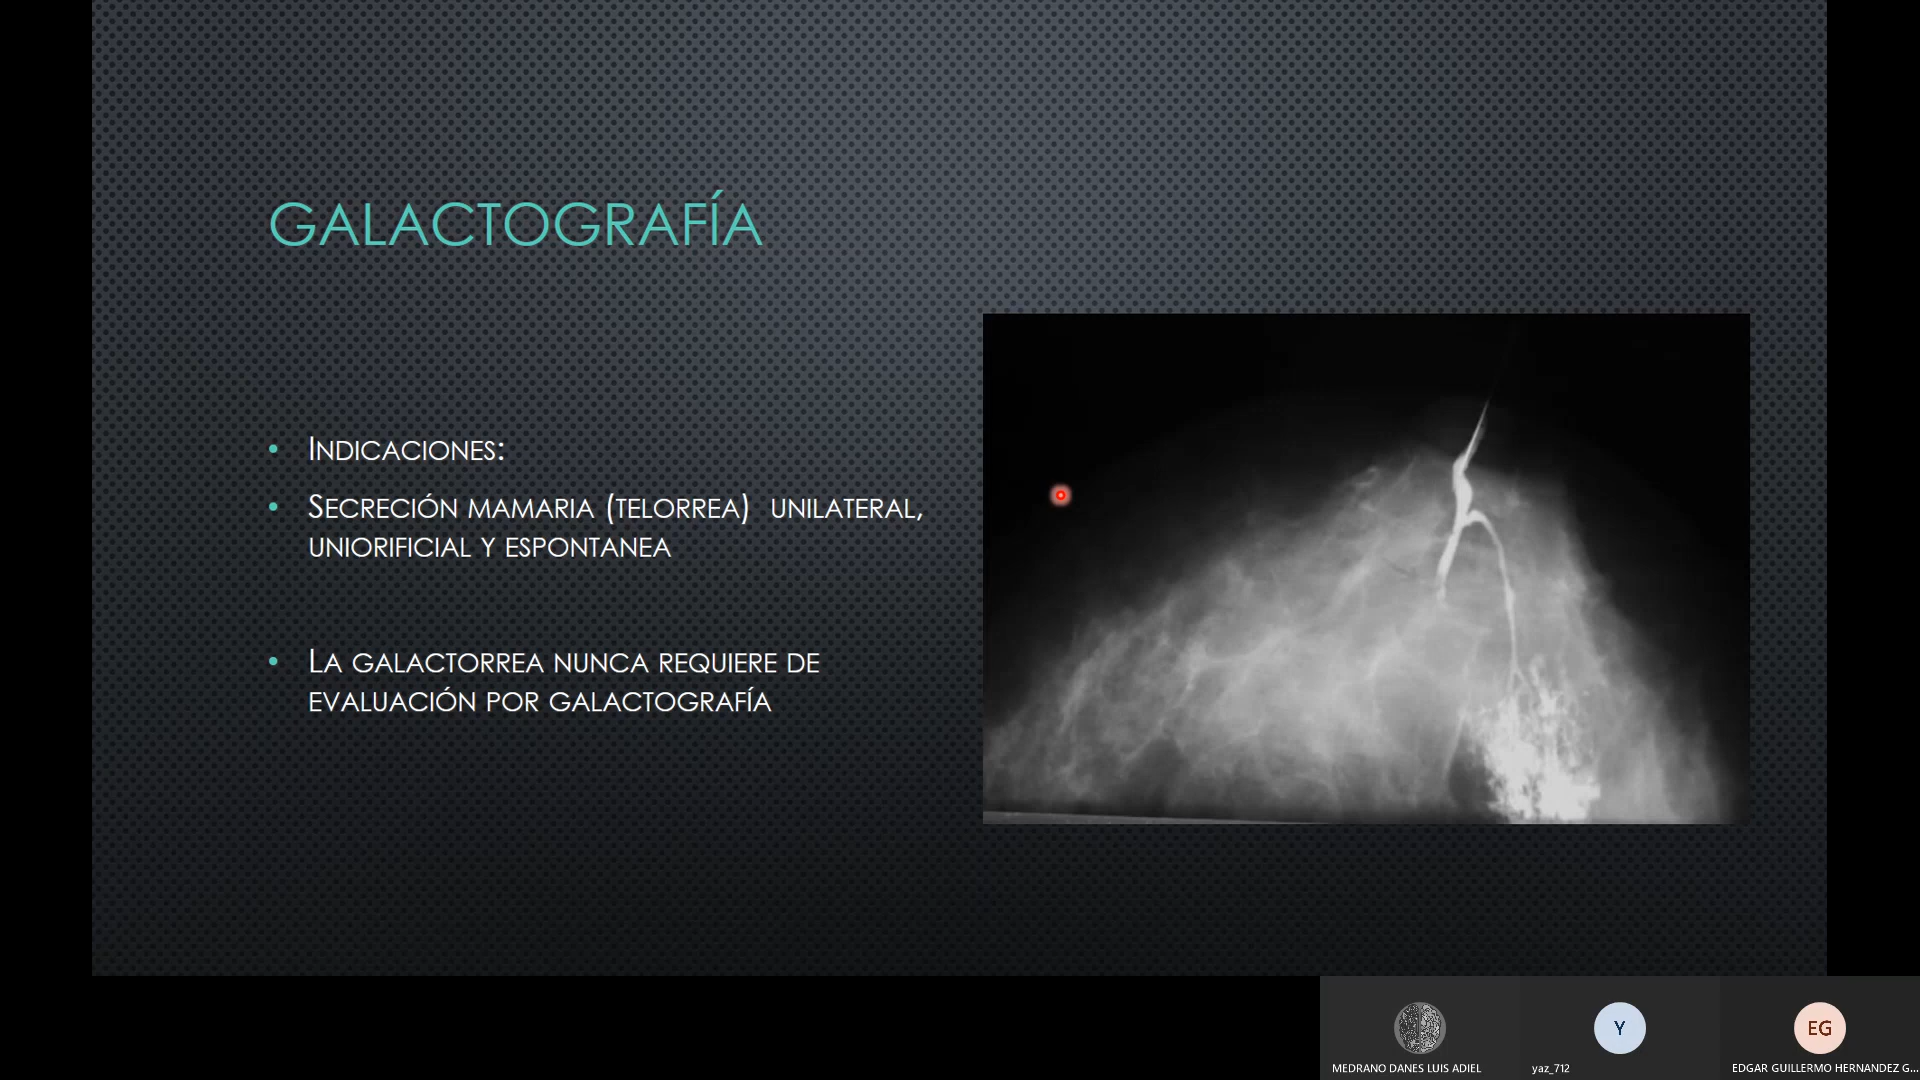 GALACTOGRAFÍA
• INDICACIONES:
• SECRECIÓN MAMARIA (TELORREA) UNILATERAL,
UNIORIFICIAL Y ESPONTANEA
• LA GALACTORREA NUNCA REQUIERE DE
EVALUACIÓN POR GALACTOGRAFÍA
Y
EG
MEDRANO DANES LUIS ADIEL
yaz_712
EDGAR GUILLERMO HERNANDEZ G...